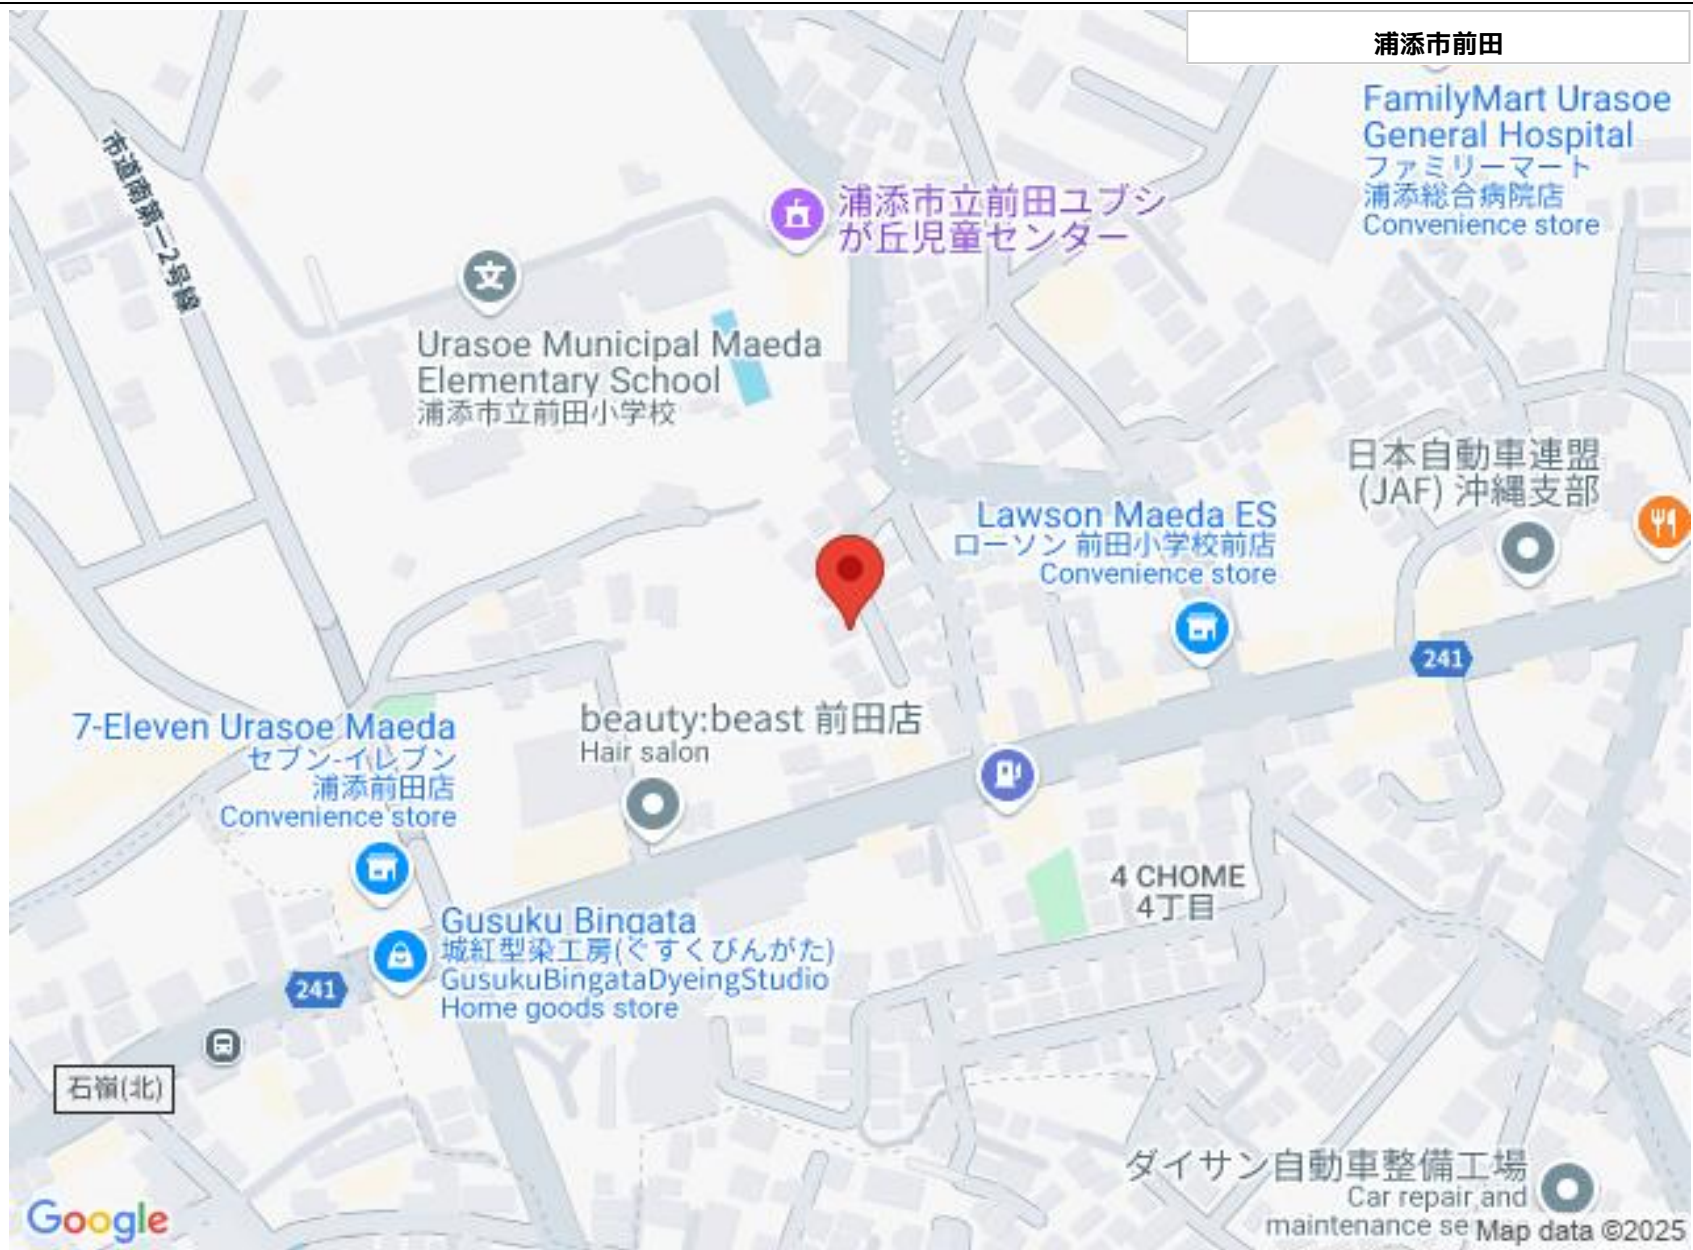 浦添市前田
FamilyMart Urasoe
General Hospital
ファミリーマート
浦添総合病院店
Convenience store
市道南第一2号線
浦添市立前田ユブシ
が丘児童センター
文
Urasoe Municipal Maeda
Elementary School
浦添市立前田小学校
日本自動車連盟
(JAF) 沖縄支部
Lawson Maeda ES
ローソン 前田小学校前店
Convenience store
241
7-Eleven Urasoe Maeda
セブン-イレブン
浦添前田店
Convenience store
beauty:beast 前田店
Hair salon
4 CHOME
4丁目
Gusuku Bingata
城紅型染工房(ぐすくびんがた)
GusukuBingataDyeingStudio
Home goods store
241
石嶺(北)
ダイサン自動車整備工場
Car repair and
maintenance se
Google
Map data ©2025